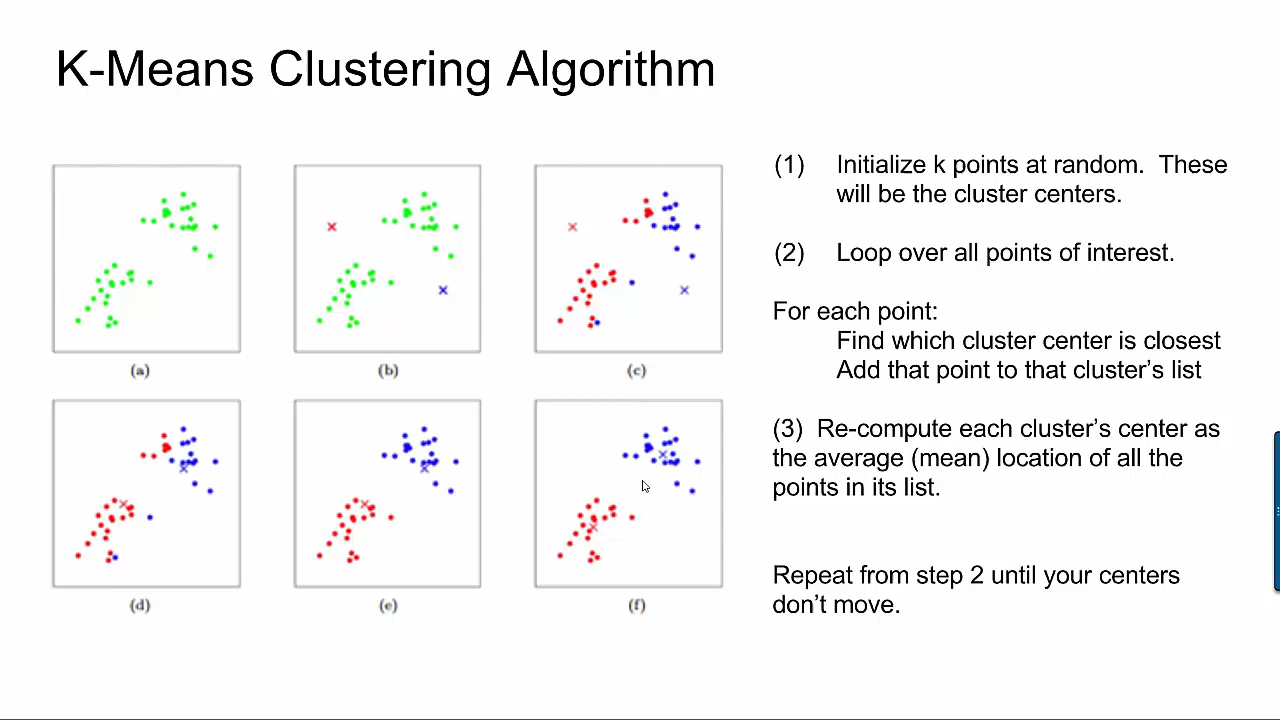 K-Means Clustering Algorithm
(a)
(b)
(c)
(d)
(e)
(f)
(1) Initialize k points at random. These
will be the cluster centers.
(2) Loop over all points of interest.
For each point:
Find which cluster center is closest
Add that point to that cluster's list
(3) Re-compute each cluster's center as
the average (mean) location of all the
points in its list.
Repeat from step 2 until your centers
don't move.